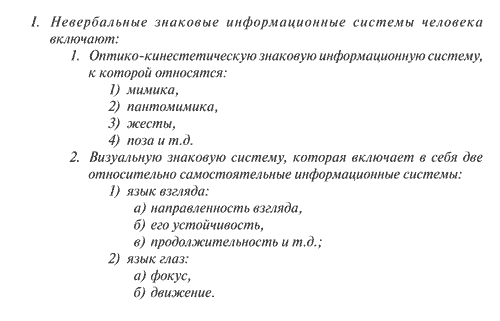 I. Невербальные знаковые информационные системы человека
включают:
1. Оптико-кинестетическую знаковую информационную систему,
к которой относятся:
1) мимика,
2) пантомимика,
3) жесты,
4) поза и т.д.
2. Визуальную знаковую систему, которая включает в себя две
относительно самостоятельные информационные системы:
1) язык взгляда:
а) направленность взгляда,
б) его устойчивость,
в) продолжительность и т.д.;
2) язык глаз:
а) фокус,
б) движение.